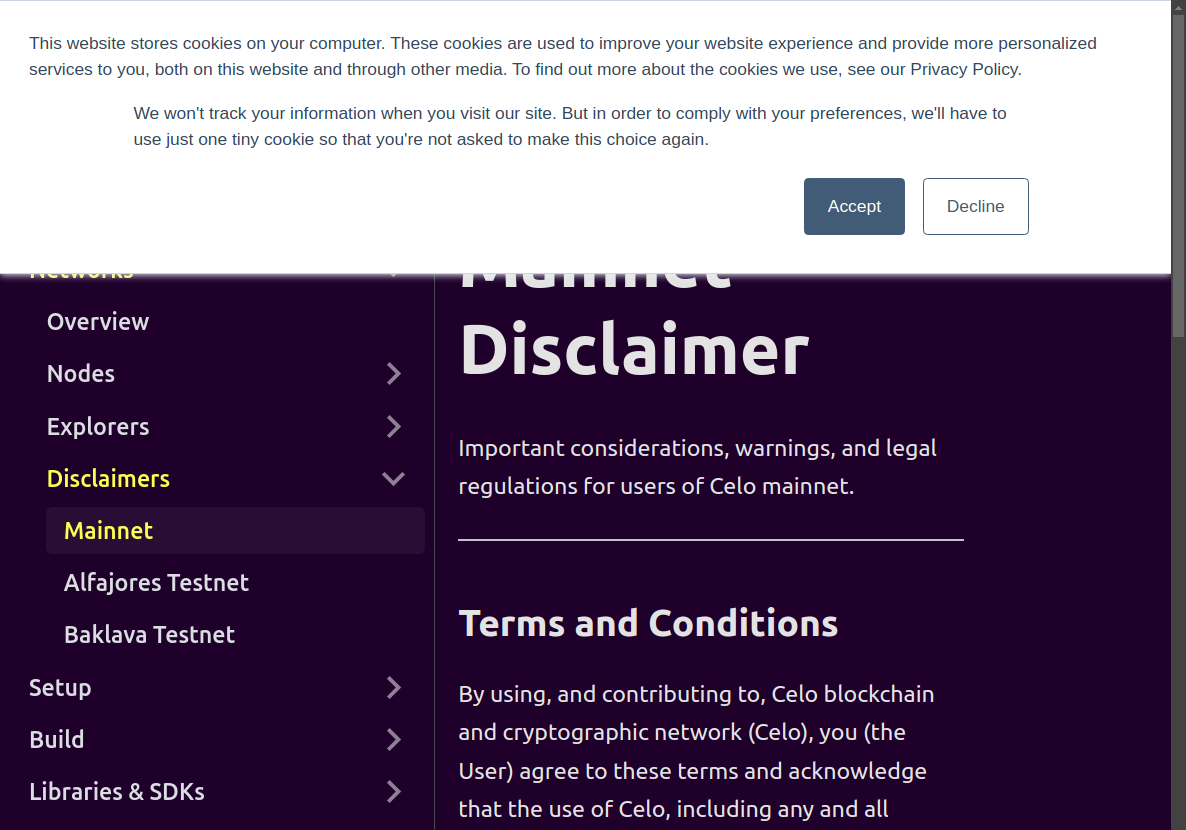 This website stores cookies on your computer. These cookies are used to improve your website experience and provide more personalized
services to you, both on this website and through other media. To find out more about the cookies we use, see our Privacy Policy.
We won't track your information when you visit our site. But in order to comply with your preferences, we'll have to
use just one tiny cookie so that you're not asked to make this choice again.
Accept
Decline
Networks
Overview
Nodes
Explorers
Disclaimers
Mainnet
Alfajores Testnet
Baklava Testnet
Setup
Build
Libraries & SDKs
Mainnet
Disclaimer
Important considerations, warnings, and legal
regulations for users of Celo mainnet.
Terms and Conditions
By using, and contributing to, Celo blockchain
and cryptographic network (Celo), you (the
User) agree to these terms and acknowledge
that the use of Celo, including any and all